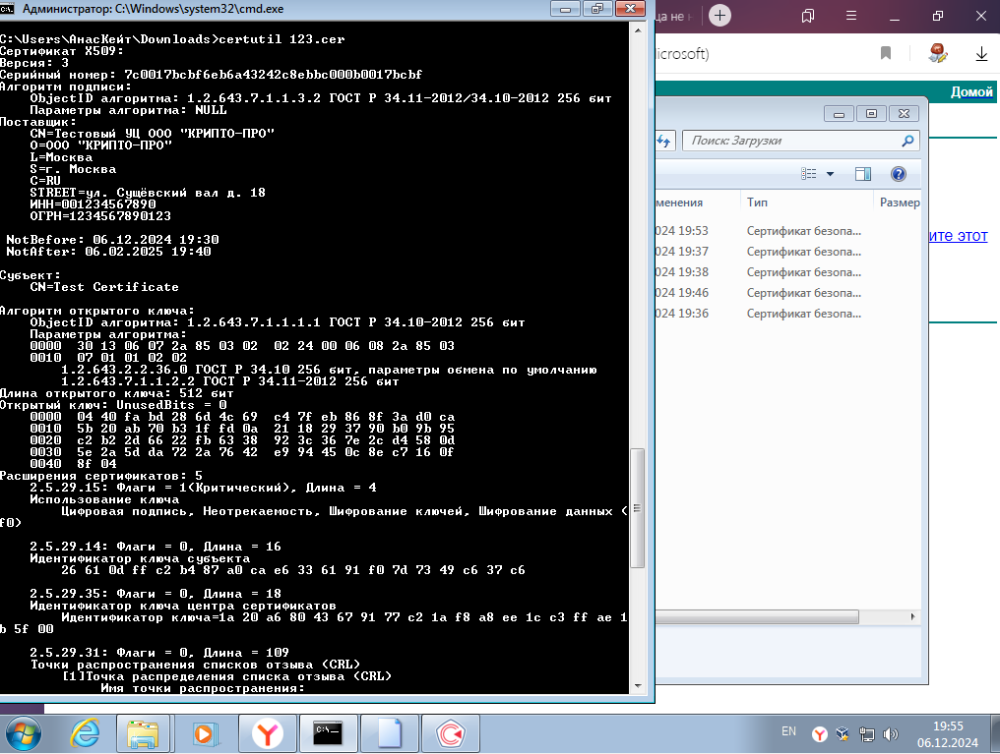 Администратор: C:\Windows\system32\cmd.exe
C:\Users\АнасКейт\Downloads>certutil 123.cer
Сертификат X509:
Версия: 3
Серийный номер: 7c0017bcbf6eb6a43242c8ebbc000b0017bcbf
Алгоритм подписи:
ObjectID алгоритма: 1.2.643.7.1.1.3.2 ГОСТ Р 34.11-2012/34.10-2012 256 бит
Параметры алгоритма: NULL
Поставщик:
CN=Тестовый УЦ ООО "КРИПТО-ПРО"
O=ООО "КРИПТО-ПРО"
L=Москва
S=г. Москва
C=RU
STREET=ул. Сущёвский вал д. 18
ИНН=001234567890
ОГРН=1234567890123
NotBefore: 06.12.2024 19:30
NotAfter: 06.02.2025 19:40
Субъект:
CN=Test Certificate
Алгоритм открытого ключа:
ObjectID алгоритма: 1.2.643.7.1.1.1.1 ГОСТ Р 34.10-2012 256 бит
Параметры алгоритма:
0000 30 13 06 07 2a 85 03 02 02 24 00 06 08 2a 85 03
0010 07 01 01 02 02
1.2.643.2.2.36.0 ГОСТ Р 34.10 256 бит, параметры обмена по умолчанию
1.2.643.7.1.1.2.2 ГОСТ Р 34.11-2012 256 бит
Длина открытого ключа: 512 бит
Открытый ключ: UnusedBits = 0
0000 04 40 fa bd 28 6d 4c 69 c4 7f eb 86 8f 3a d0 ca
0010 5b 20 ab 70 b3 1f fd 0a 21 18 29 37 90 b0 9b 95
0020 c2 b2 2d 66 22 fb 63 38 92 3c 36 7e 2c d4 58 0d
0030 5e 2a 5d da 72 2a 76 42 e9 94 45 0c 8e c7 16 0f
0040 8f 04
Расширения сертификатов: 5
2.5.29.15: Флаги = 1(Критический), Длина = 4
Использование ключа
Цифровая подпись, Неотрекаемость, Шифрование ключей, Шифрование данных (
f0)
2.5.29.14: Флаги = 0, Длина = 16
Идентификатор ключа субъекта
26 61 0d ff c2 b4 87 a0 ca e6 33 61 91 f0 7d 73 49 c6 37 c6
2.5.29.35: Флаги = 0, Длина = 18
Идентификатор ключа центра сертификатов
Идентификатор ключа=1a 20 a6 80 43 67 91 77 c2 1a f8 a8 ee 1c c3 ff ae 1
b 5f 00
2.5.29.31: Флаги = 0, Длина = 109
Точки распространения списков отзыва (CRL)
[1]Точка распределения списка отзыва (CRL)
Имя точки распространения:
ца не
icrosoft)
Домой
Поиск: Загрузки
менения Тип Размер
024 19:53 Сертификат безопа...
024 19:37 Сертификат безопа...
024 19:38 Сертификат безопа...
024 19:46 Сертификат безопа...
024 19:36 Сертификат безопа...
ите этот
EN
19:55
06.12.2024